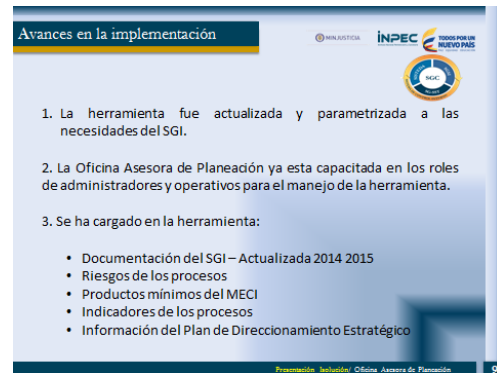 Avances en la implementación
MINJUSTICIA
INPEC
TODOS POR UN
NUEVO PAÍS
SGC
1. La herramienta fue actualizada y parametrizada a las
necesidades del SGI.
2. La Oficina Asesora de Planeación ya esta capacitada en los roles
de administradores y operativos para el manejo de la herramienta.
3. Se ha cargado en la herramienta:
• Documentación del SGI – Actualizada 2014 2015
• Riesgos de los procesos
• Productos mínimos del MECI
• Indicadores de los procesos
• Información del Plan de Direccionamiento Estratégico
Presentación Isolución/ Oficina Asesora de Planeación
9